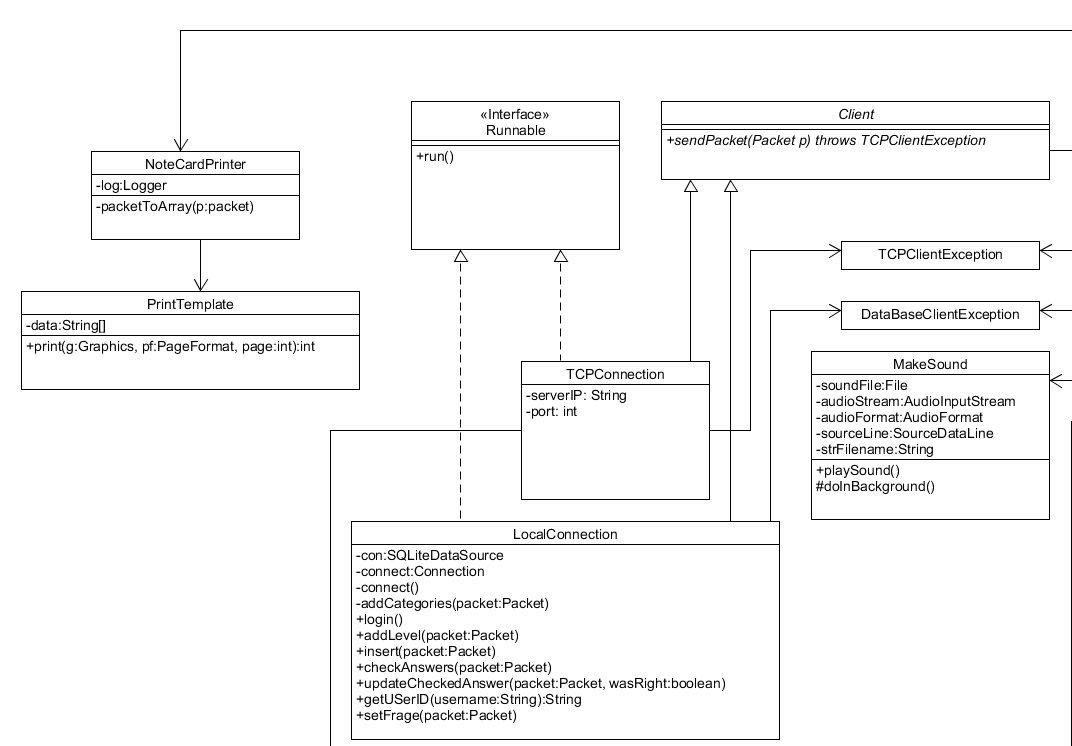 «Interface»
Runnable
+run()
Client
+sendPacket(Packet p) throws TCPClientException
NoteCardPrinter
-log:Logger
-packetToArray(p:packet)
TCPClientException
PrintTemplate
-data:String[]
+print(g:Graphics, pf:PageFormat, page:int):int
DataBaseClientException
TCPConnection
-serverIP: String
-port: int
MakeSound
-soundFile:File
-audioStream:AudioInputStream
-audioFormat:AudioFormat
-sourceLine:SourceDataLine
-strFilename:String
+playSound()
#doInBackground()
LocalConnection
-con:SQLiteDataSource
-connect:Connection
-connect()
-addCategories(packet:Packet)
+login()
+addLevel(packet:Packet)
+insert(packet:Packet)
+checkAnswers(packet:Packet)
+updateCheckedAnswer(packet:Packet, wasRight:boolean)
+getUSerID(username:String):String
+setFrage(packet:Packet)